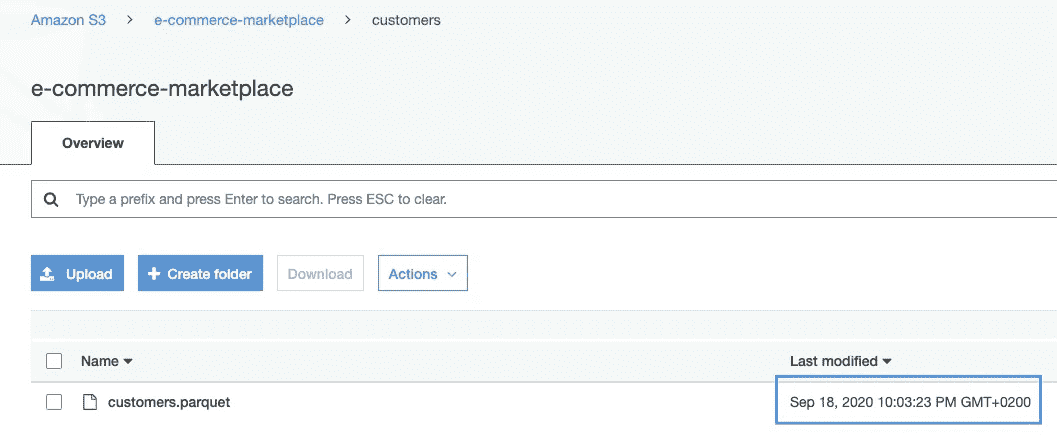 Amazon S3 > e-commerce-marketplace > customers
e-commerce-marketplace
Overview
Type a prefix and press Enter to search. Press ESC to clear.
Upload + Create folder Download Actions
Name Last modified
customers.parquet Sep 18, 2020 10:03:23 PM GMT+0200